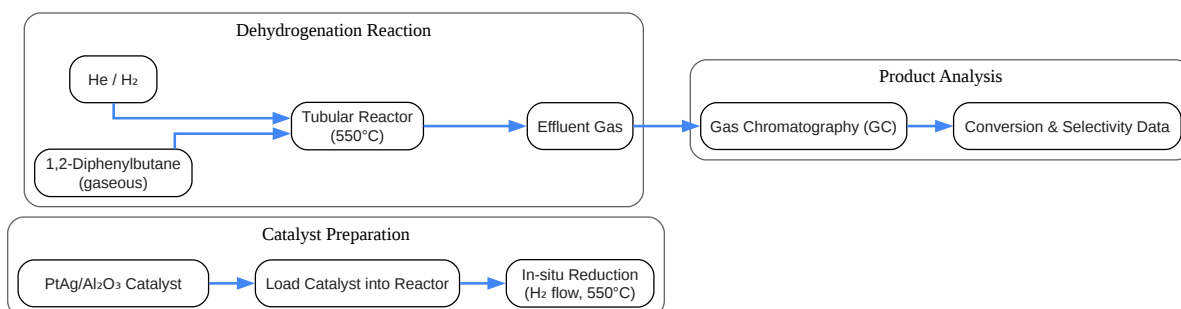 Dehydrogenation Reaction
He / H₂
Tubular Reactor
(550°C)
Effluent Gas
1,2-Diphenylbutane
(gaseous)
Product Analysis
Gas Chromatography (GC)
Conversion & Selectivity Data
Catalyst Preparation
PtAg/Al₂O₃ Catalyst
Load Catalyst into Reactor
In-situ Reduction
(H₂ flow, 550°C)